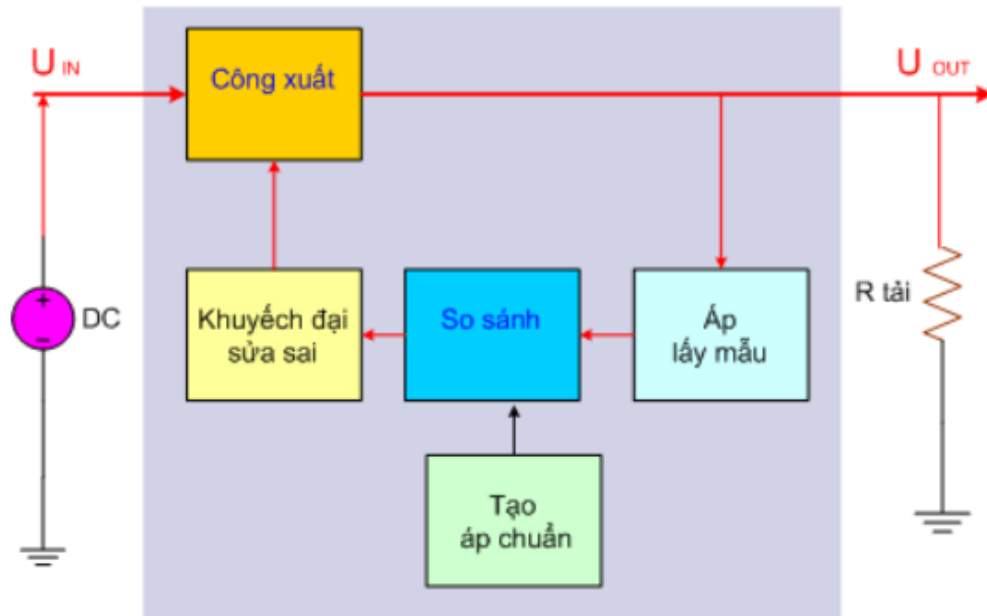 U IN
Công xuất
U OUT
DC
Khuyếch đại
sửa sai
So sánh
Áp
lấy mẫu
R tải
Tạo
áp chuẩn